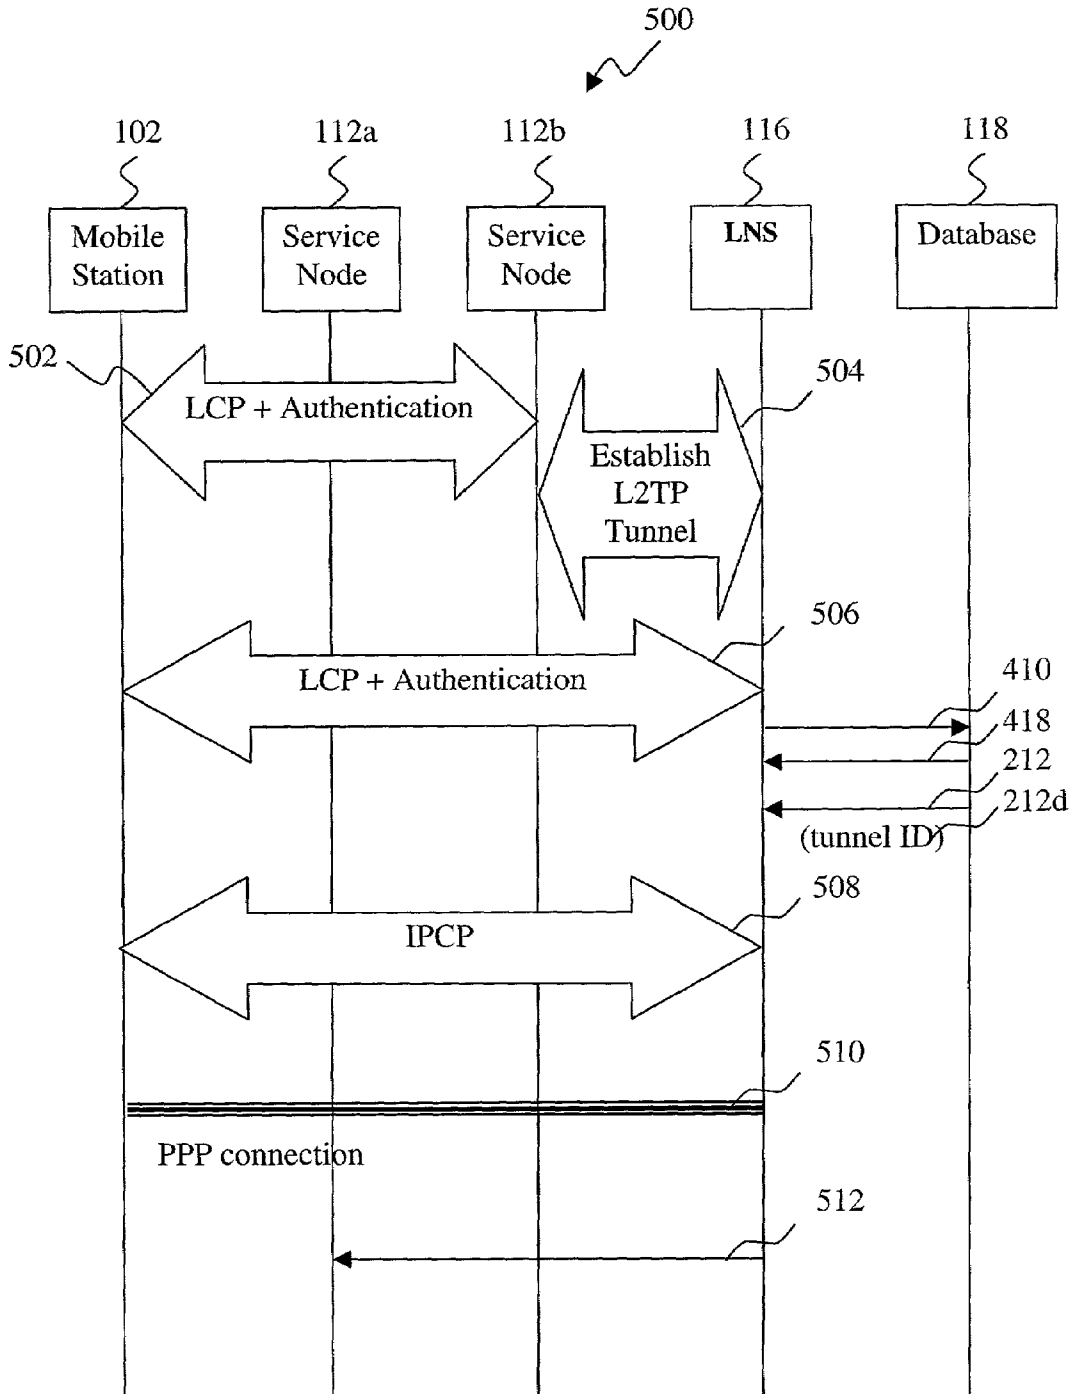 500
102
112a
112b
116
118
Mobile
Station
Service
Node
Service
Node
LNS
Database
502
LCP + Authentication
504
Establish
L2TP
Tunnel
506
LCP + Authentication
410
418
212
212d
(tunnel ID)
508
IPCP
510
PPP connection
512